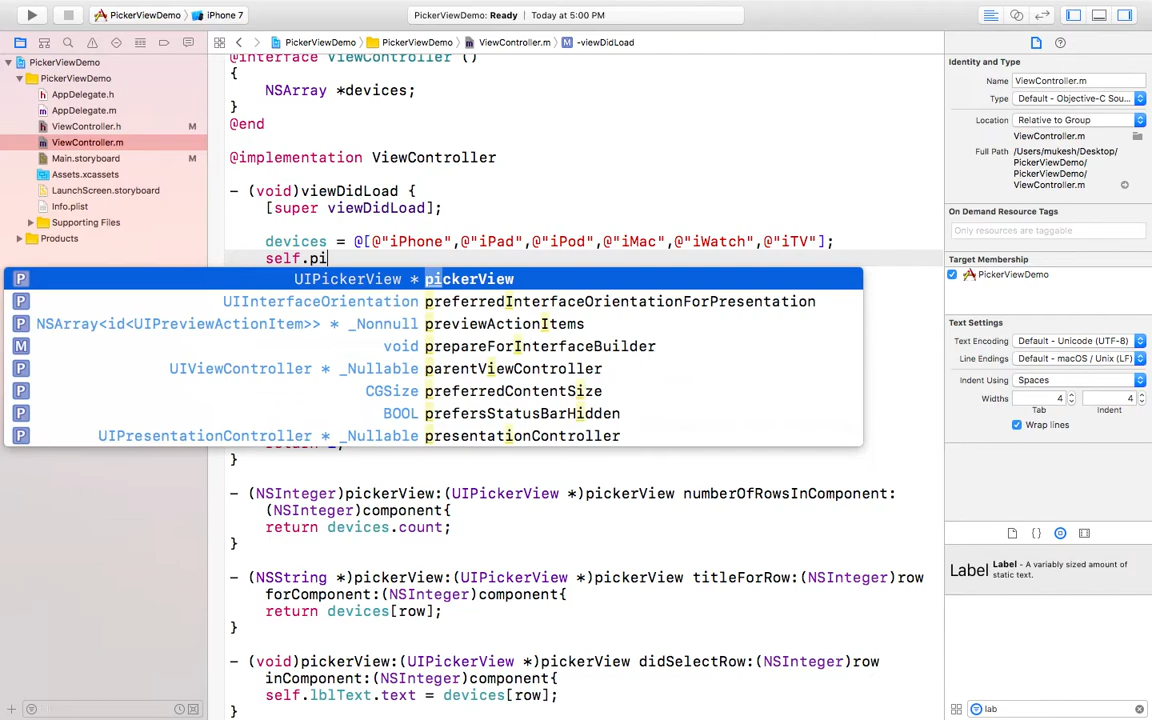 PickerViewDemo
iPhone 7
PickerViewDemo: Ready
Today at 5:00 PM
PickerViewDemo
PickerViewDemo
AppDelegate.h
AppDelegate.m
ViewController.h M
ViewController.m
Main.storyboard M
Assets.xcassets
LaunchScreen.storyboard
Info.plist
Supporting Files
Products
PickerViewDemo
PickerViewDemo
ViewController.m
M -viewDidLoad
@interface ViewController ()
{
NSArray *devices;
}
@end
@implementation ViewController
- (void)viewDidLoad {
[super viewDidLoad];
devices = @[@"iPhone",@"iPad",@"iPod",@"iMac",@"iWatch",@"iTV"];
self.pi
P UIPickerView * pickerView
P UIInterfaceOrientation preferredInterfaceOrientationForPresentation
P NSArray<id<UIPreviewActionItem>> * _Nonnull previewActionItems
M void prepareForInterfaceBuilder
P UIViewController * _Nullable parentViewController
P CGSize preferredContentSize
P BOOL prefersStatusBarHidden
P UIPresentationController * _Nullable presentationController
}
- (NSInteger)pickerView:(UIPickerView *)pickerView numberOfRowsInComponent:
(NSInteger)component{
return devices.count;
}
- (NSString *)pickerView:(UIPickerView *)pickerView titleForRow:(NSInteger)row
forComponent:(NSInteger)component{
return devices[row];
}
- (void)pickerView:(UIPickerView *)pickerView didSelectRow:(NSInteger)row
inComponent:(NSInteger)component{
self.lblText.text = devices[row];
}
Identity and Type
Name ViewController.m
Type Default - Objective-C Sou...
Location Relative to Group
ViewController.m
Full Path /Users/mukesh/Desktop/
PickerViewDemo/
PickerViewDemo/
ViewController.m
On Demand Resource Tags
Only resources are taggable
Target Membership
PickerViewDemo
Text Settings
Text Encoding Default - Unicode (UTF-8)
Line Endings Default - macOS / Unix (LF)
Indent Using Spaces
Widths 4 4
Tab Indent
Wrap lines
Label Label - A variably sized amount of
static text.
Filter
lab